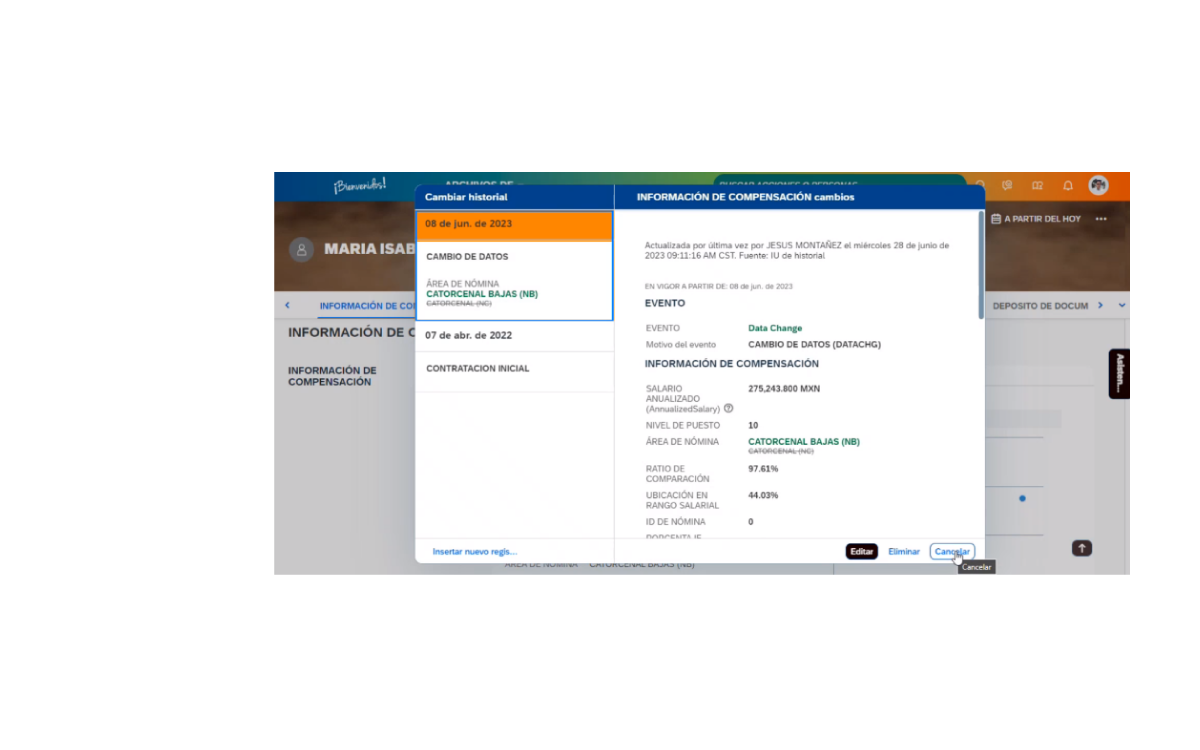 ¡Bienvenid@s!
ARCHIVOS DE
BUSCAR ACCIONES O PERSONAS
Cambiar historial
INFORMACIÓN DE COMPENSACIÓN cambios
08 de jun. de 2023
A PARTIR DEL HOY
MARIA ISAB
CAMBIO DE DATOS
Actualizada por última vez por JESUS MONTAÑEZ el miércoles 28 de junio de
2023 09:11:16 AM CST. Fuente: IU de historial
ÁREA DE NÓMINA
CATORCENAL BAJAS (NB)
CATORCENAL (NC)
EN VIGOR A PARTIR DE: 08 de jun. de 2023
EVENTO
INFORMACIÓN DE CO
DEPOSITO DE DOCUM
INFORMACIÓN DE C
07 de abr. de 2022
EVENTO Data Change
Motivo del evento CAMBIO DE DATOS (DATACHG)
INFORMACIÓN DE COMPENSACIÓN
INFORMACIÓN DE
COMPENSACIÓN
CONTRATACION INICIAL
Asisten...
SALARIO 275,243.800 MXN
ANUALIZADO
(AnnualizedSalary)
NIVEL DE PUESTO 10
ÁREA DE NÓMINA CATORCENAL BAJAS (NB)
CATORCENAL (NC)
RATIO DE 97.61%
COMPARACIÓN
UBICACIÓN EN 44.03%
RANGO SALARIAL
ID DE NÓMINA 0
PORCENTAJE
Insertar nuevo regis...
Editar Eliminar Cancelar
Cancelar
ÁREA DE NÓMINA CATORCENAL BAJAS (NB)